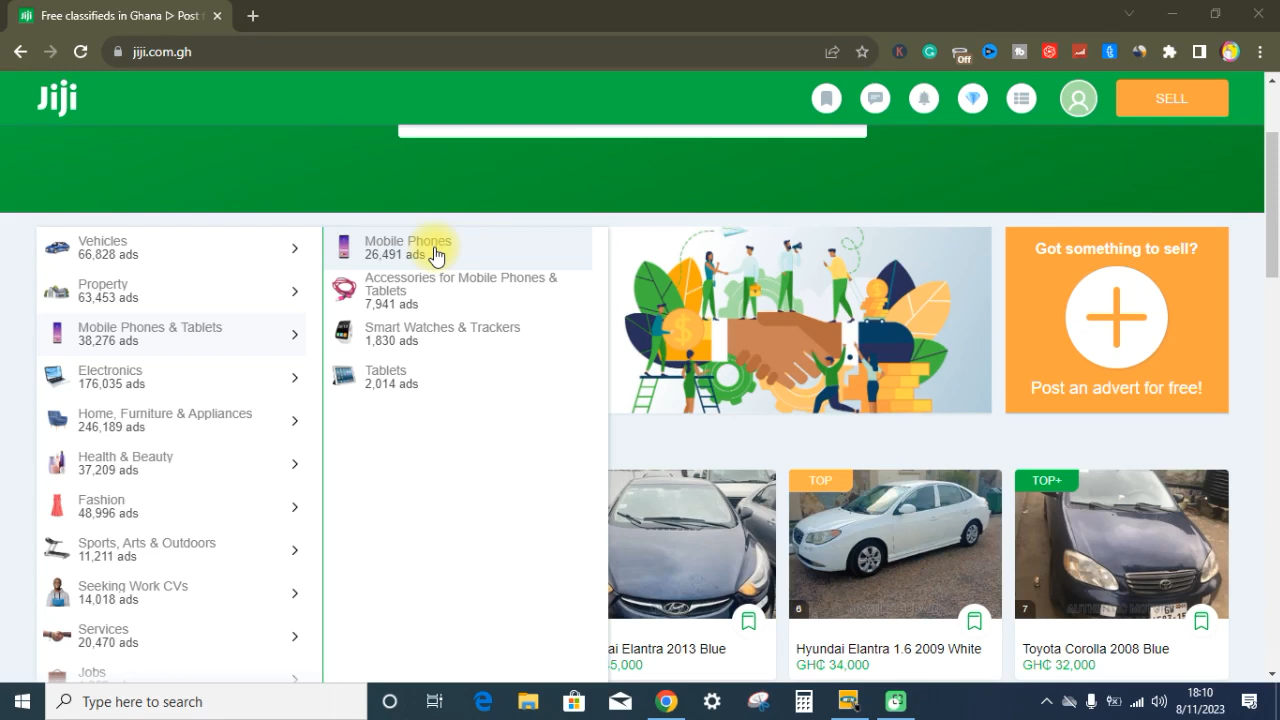 Free classifieds in Ghana ▷ Post f
jiji.com.gh
Off
Jiji
SELL
Vehicles
66,828 ads
Property
63,453 ads
Mobile Phones & Tablets
38,276 ads
Electronics
176,035 ads
Home, Furniture & Appliances
246,189 ads
Health & Beauty
37,209 ads
Fashion
48,996 ads
Sports, Arts & Outdoors
11,211 ads
Seeking Work CVs
14,018 ads
Services
20,470 ads
Jobs
Mobile Phones
26,491 ads
Accessories for Mobile Phones &
Tablets
7,941 ads
Smart Watches & Trackers
1,830 ads
Tablets
2,014 ads
Got something to sell?
Post an advert for free!
ai Elantra 2013 Blue
5,000
TOP
6
Hyundai Elantra 1.6 2009 White
GH₵ 34,000
TOP+
7
Toyota Corolla 2008 Blue
GH₵ 32,000
Type here to search
18:10
8/11/2023